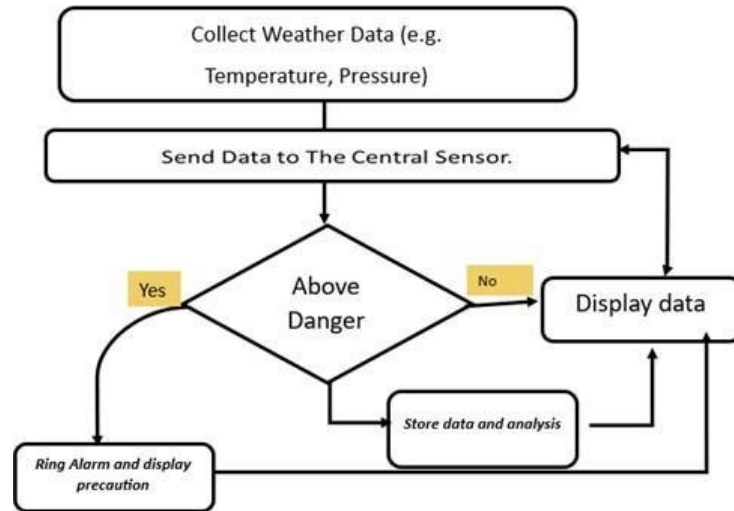 Collect Weather Data (e.g.
Temperature, Pressure)
Send Data to The Central Sensor.
Yes
Above
Danger
No
Display data
Store data and analysis
Ring Alarm and display
precaution